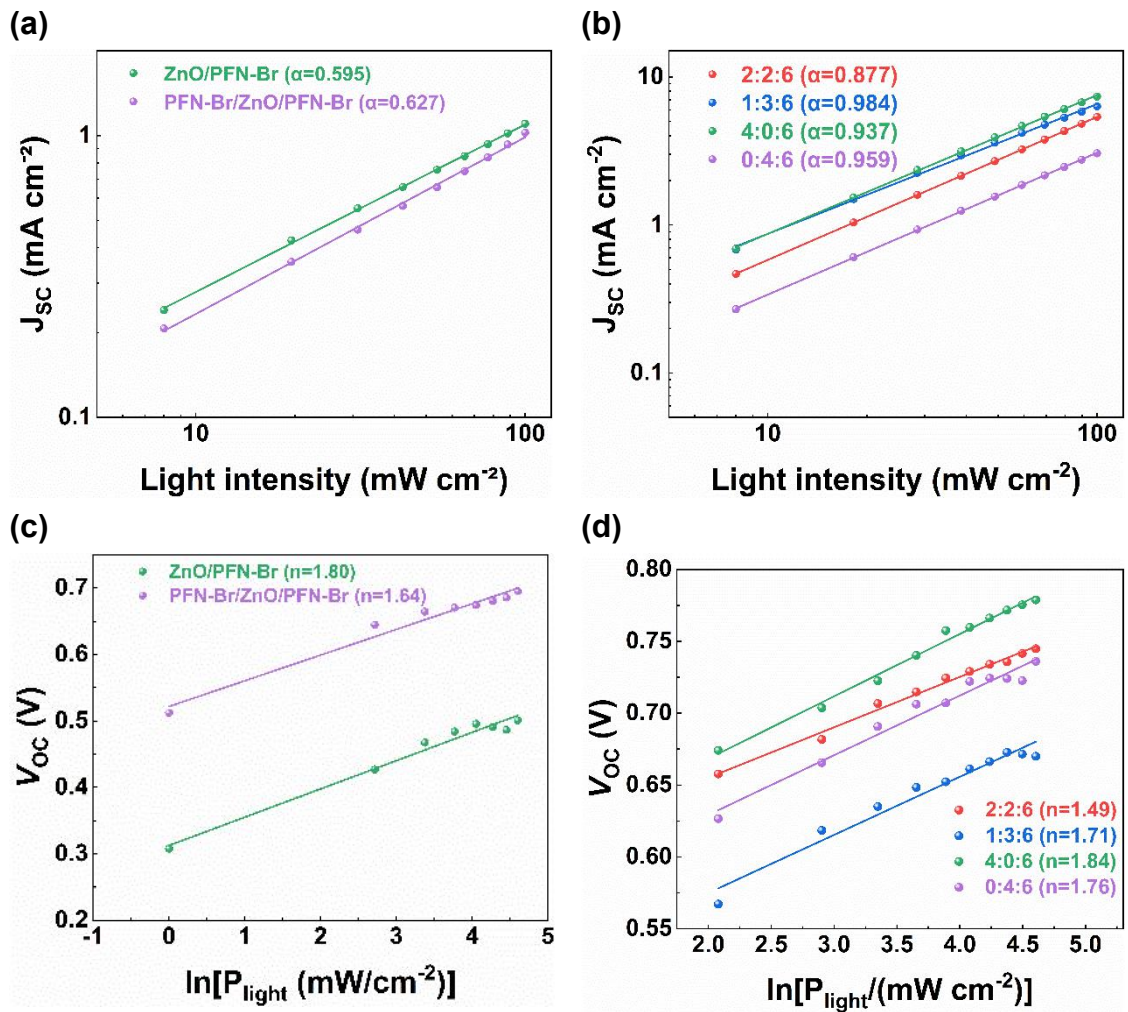 (a)
ZnO/PFN-Br (α=0.595)
PFN-Br/ZnO/PFN-Br (α=0.627)
1
0.1
10
100
J_SC (mA cm⁻²)
Light intensity (mW cm⁻²)
(b)
2:2:6 (α=0.877)
1:3:6 (α=0.984)
4:0:6 (α=0.937)
0:4:6 (α=0.959)
10
1
0.1
10
100
J_SC (mA cm⁻²)
Light intensity (mW cm⁻²)
(c)
ZnO/PFN-Br (n=1.80)
PFN-Br/ZnO/PFN-Br (n=1.64)
0.7
0.6
0.5
0.4
0.3
0.2
-1
0
1
2
3
4
5
V_OC (V)
ln[P_light (mW/cm⁻²)]
(d)
0.80
0.75
0.70
0.65
0.60
0.55
2:2:6 (n=1.49)
1:3:6 (n=1.71)
4:0:6 (n=1.84)
0:4:6 (n=1.76)
2.0
2.5
3.0
3.5
4.0
4.5
5.0
V_OC (V)
ln[P_light/(mW cm⁻²)]